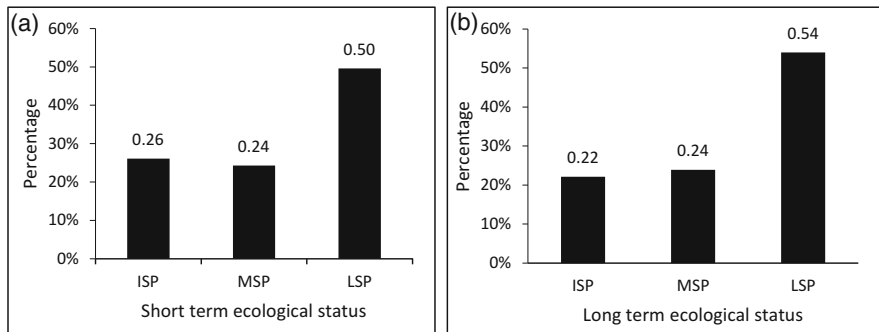 (a)
60%
50%
40%
30%
20%
10%
0%
Percentage
0.26
0.24
0.50
ISP
MSP
LSP
Short term ecological status
(b)
60%
50%
40%
30%
20%
10%
0%
Percentage
0.22
0.24
0.54
ISP
MSP
LSP
Long term ecological status